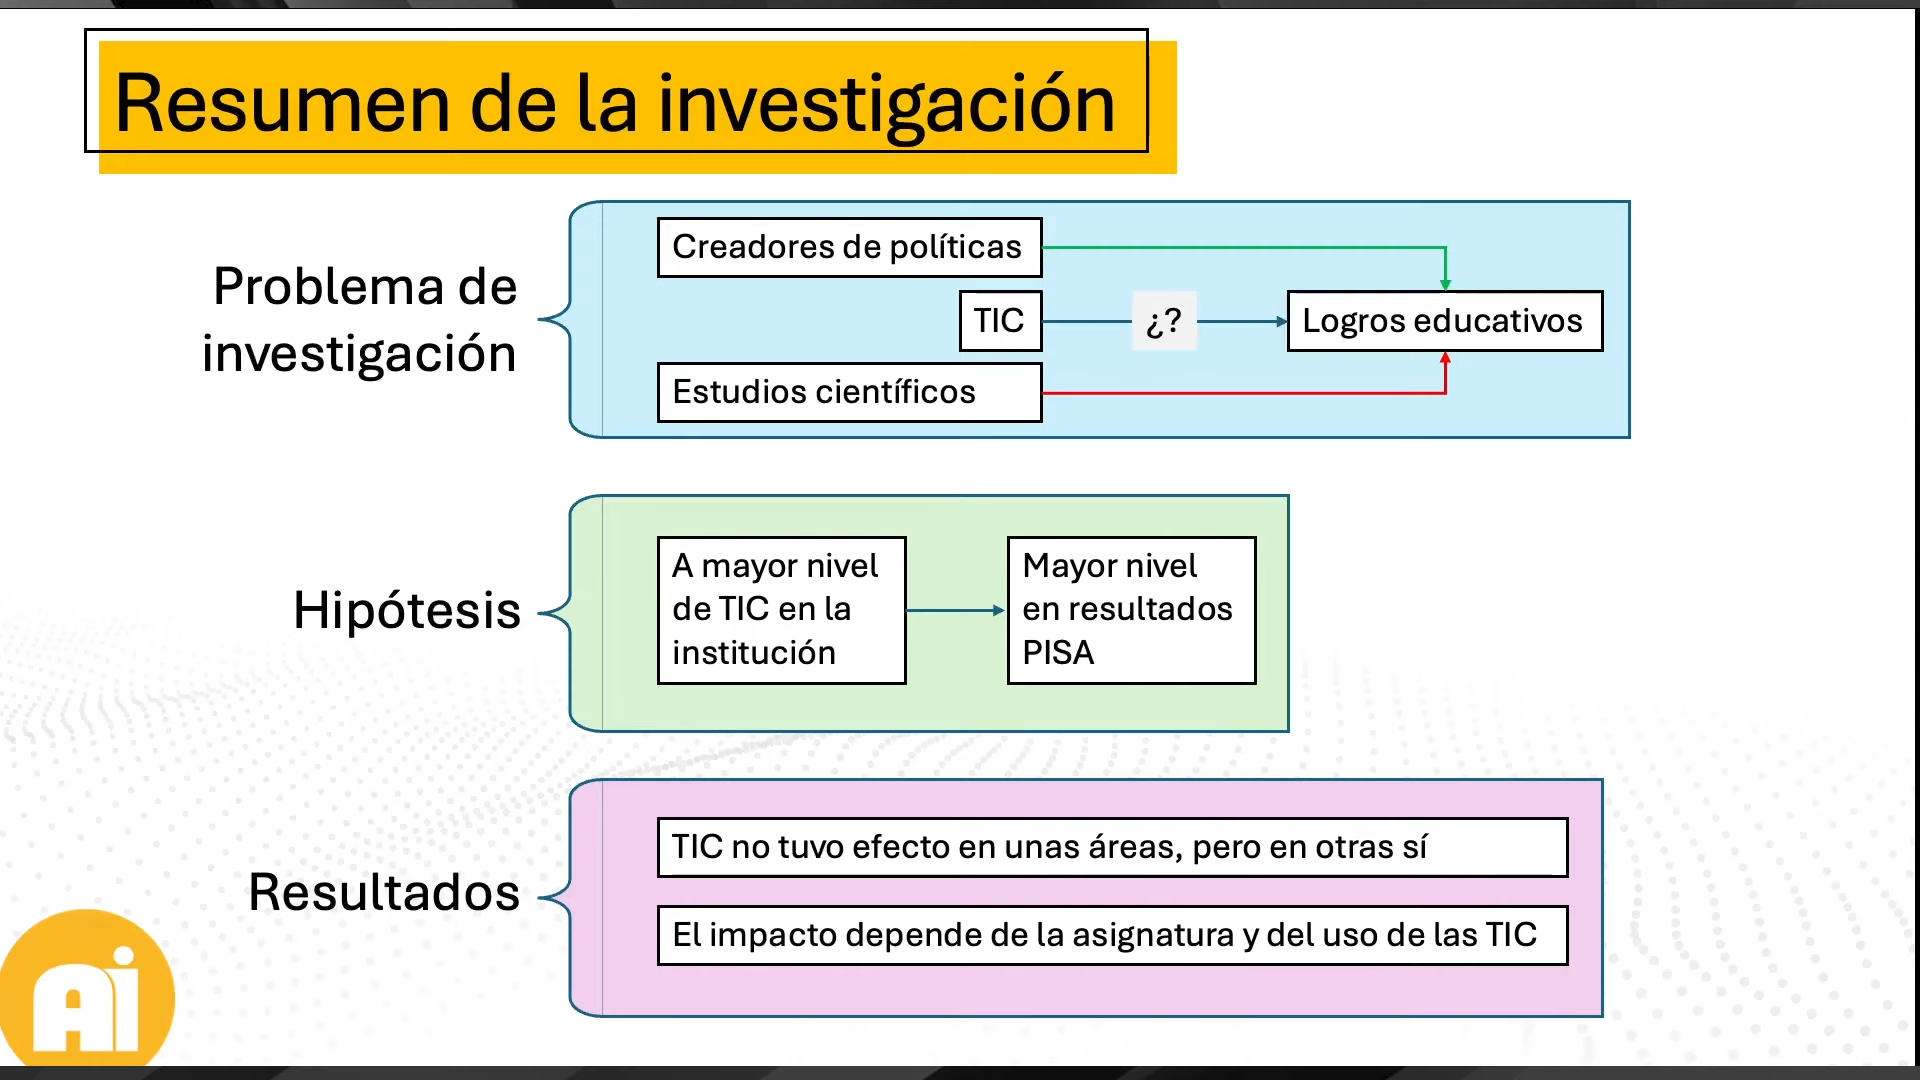 Resumen de la investigación
Problema de
investigación
Creadores de políticas
TIC
¿?
Logros educativos
Estudios científicos
Hipótesis
A mayor nivel
de TIC en la
institución
Mayor nivel
en resultados
PISA
Resultados
TIC no tuvo efecto en unas áreas, pero en otras sí
El impacto depende de la asignatura y del uso de las TIC
Ai